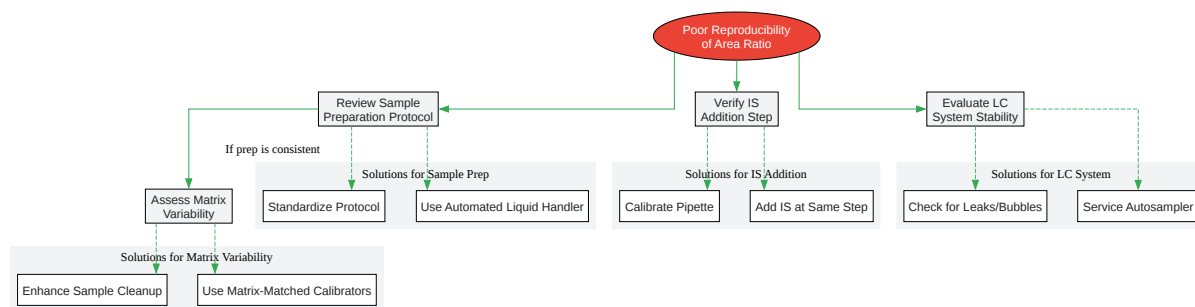 Poor Reproducibility
of Area Ratio
Review Sample
Preparation Protocol
Verify IS
Addition Step
Evaluate LC
System Stability
If prep is consistent
Solutions for Sample Prep
Solutions for IS Addition
Solutions for LC System
Assess Matrix
Variability
Standardize Protocol
Use Automated Liquid Handler
Calibrate Pipette
Add IS at Same Step
Check for Leaks/Bubbles
Service Autosampler
Solutions for Matrix Variability
Enhance Sample Cleanup
Use Matrix-Matched Calibrators